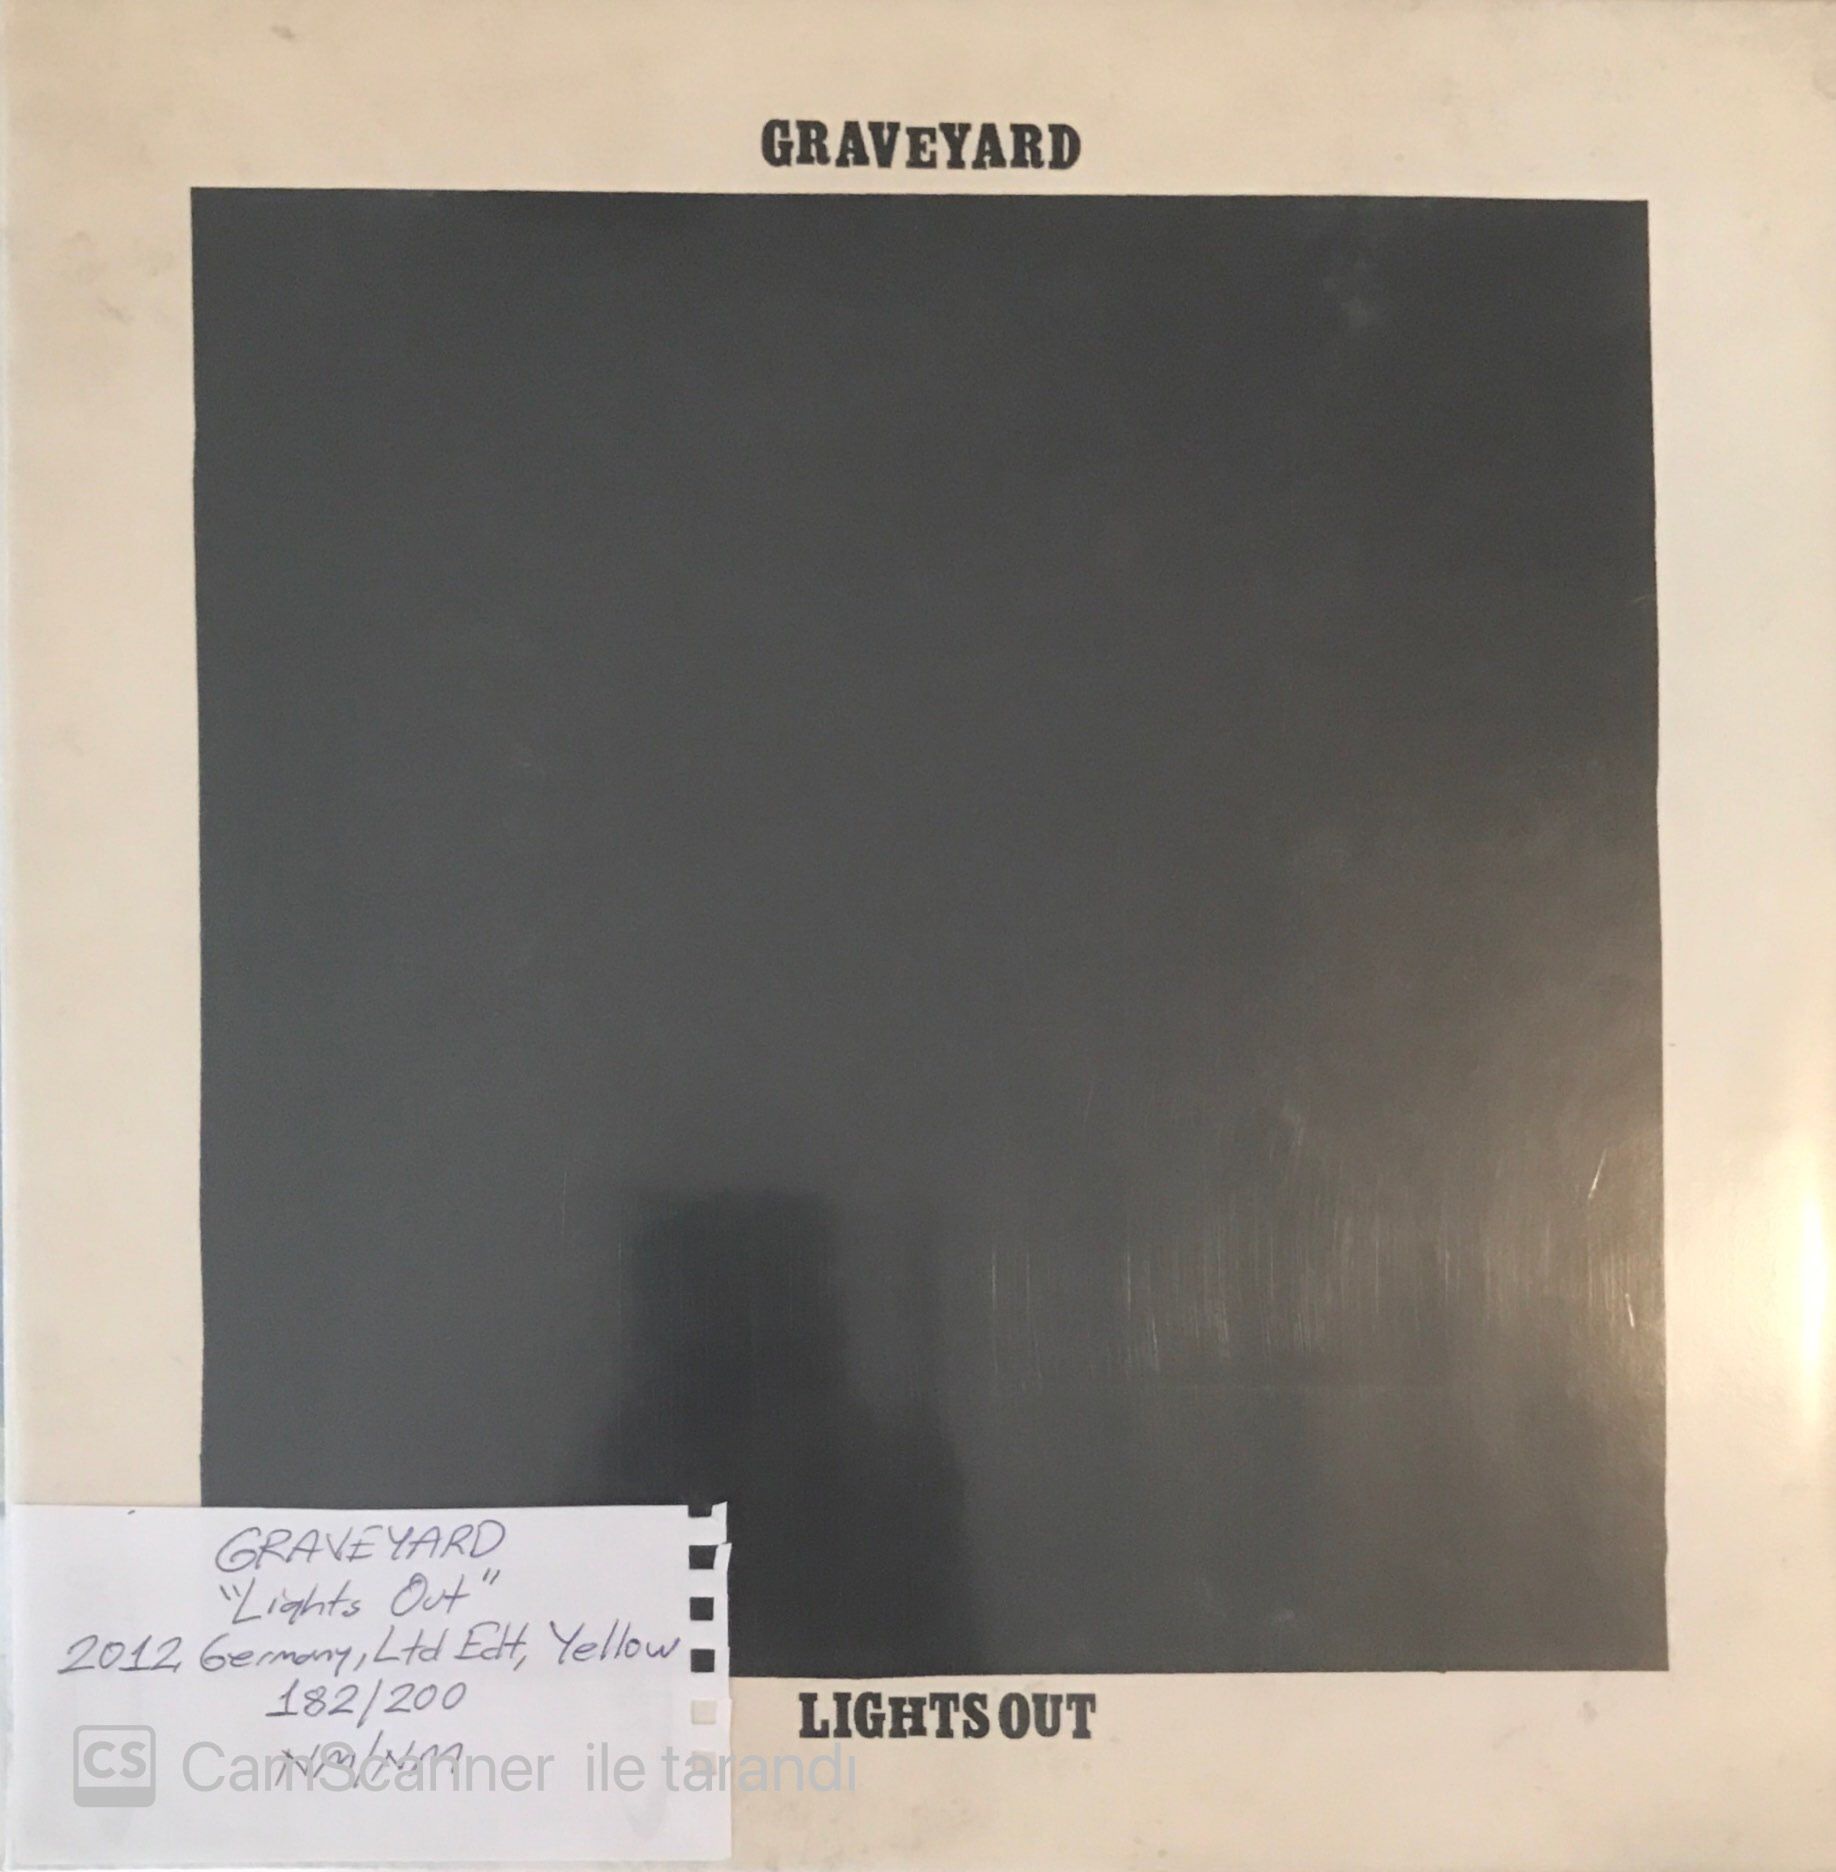 GRAVEYARD
LIGHTS OUT
GRAVEYARD
"Lights Out"
2012, Germany, Ltd Edt, Yellow
182/200
NM/NM
CS CamScanner ile tarandı